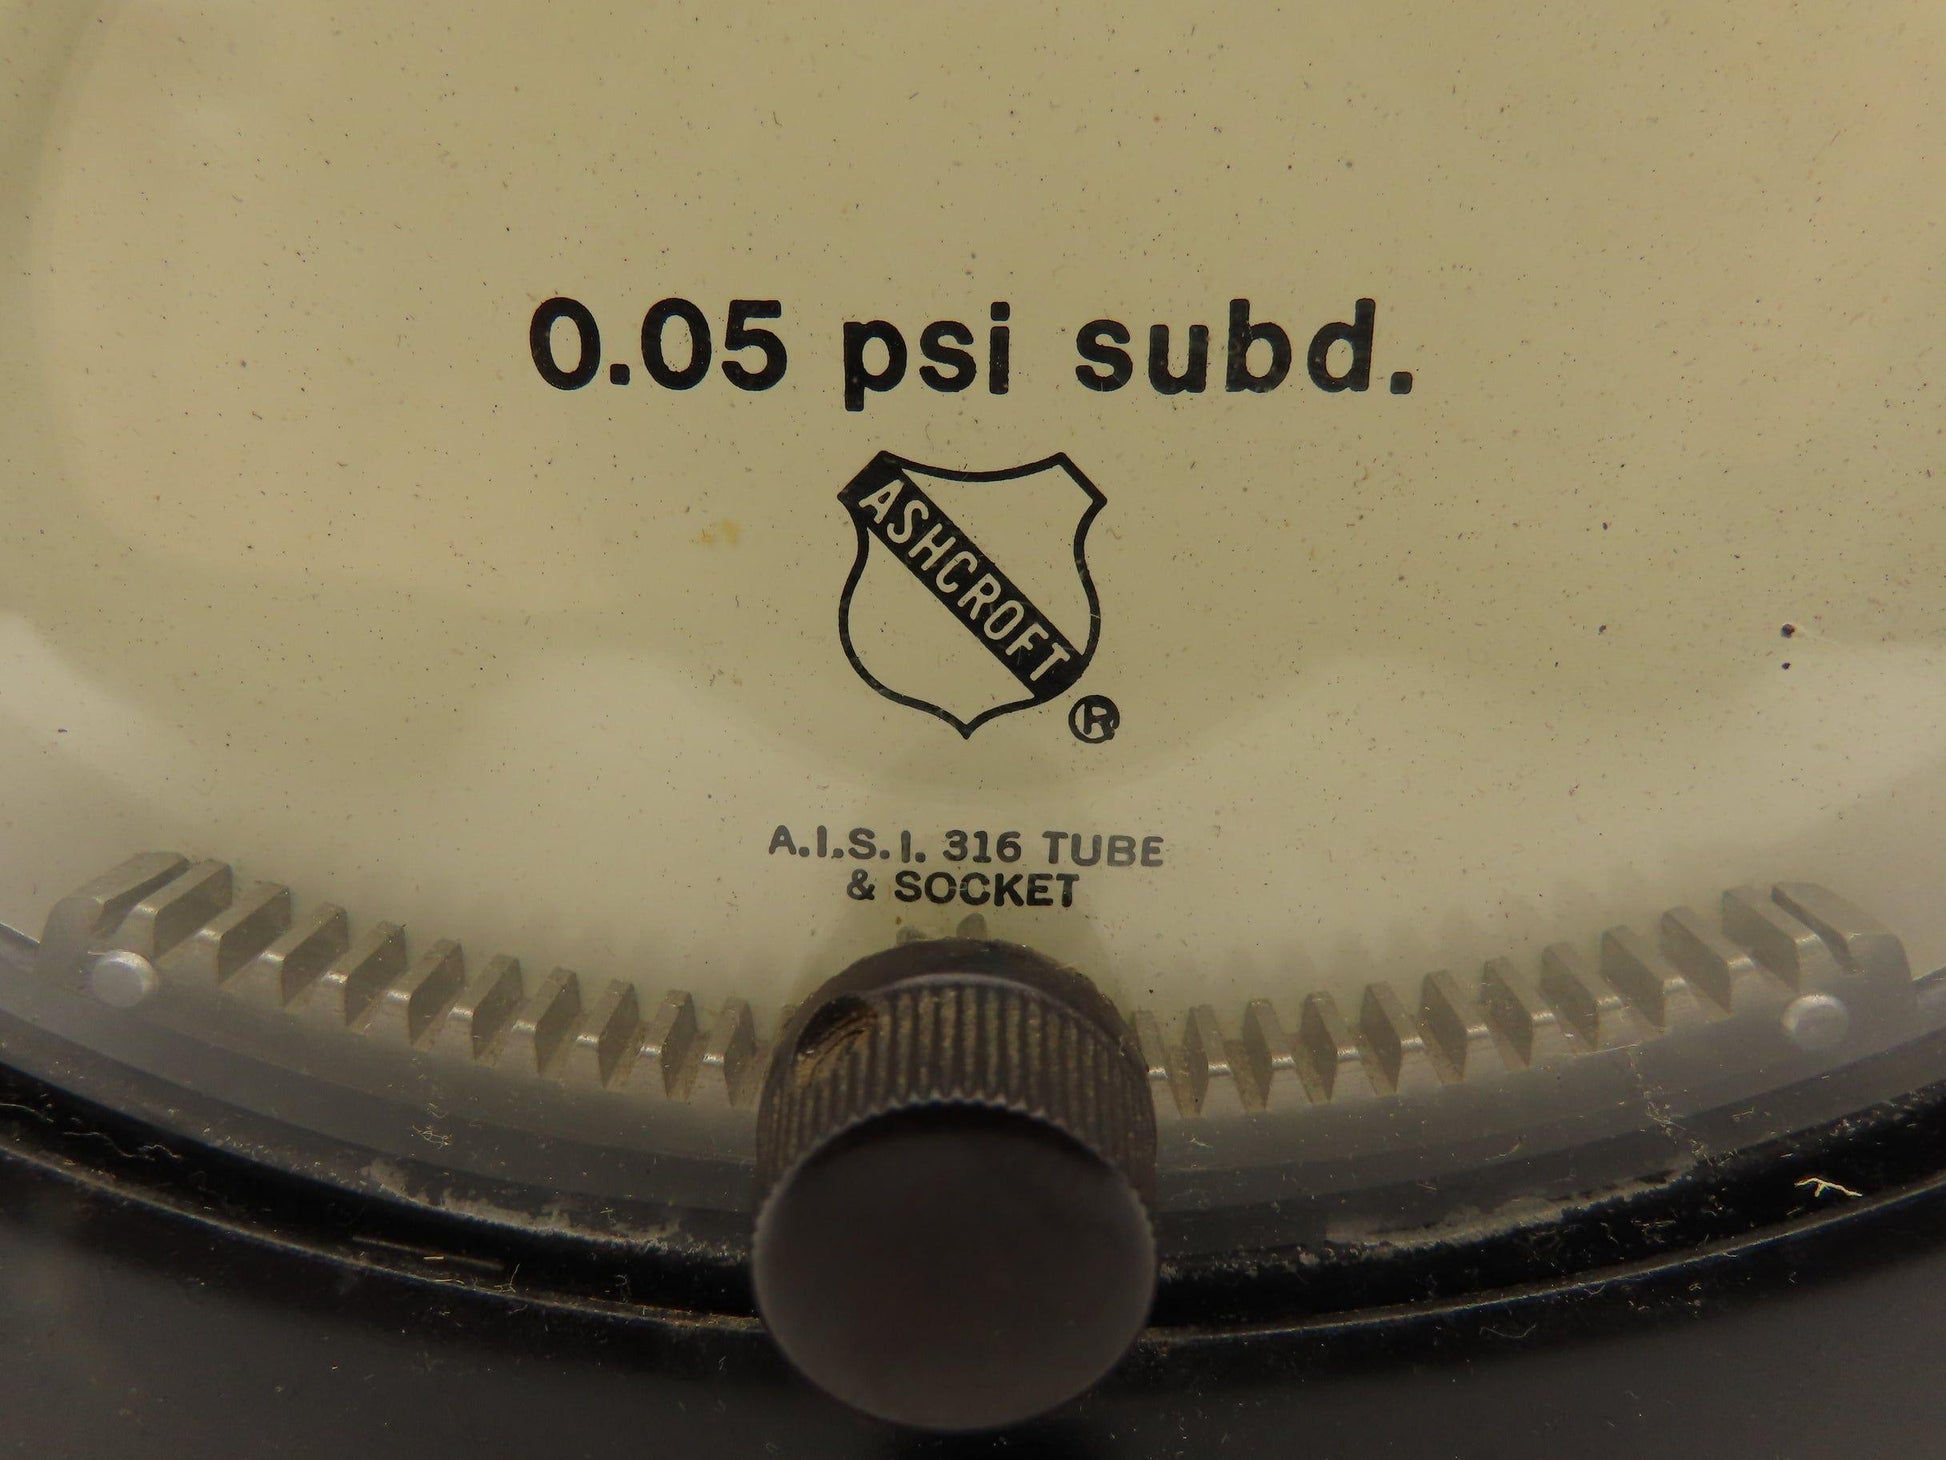 0.05 psi subd.
ASHCROFT
®
A.I.S.I. 316 TUBE
& SOCKET